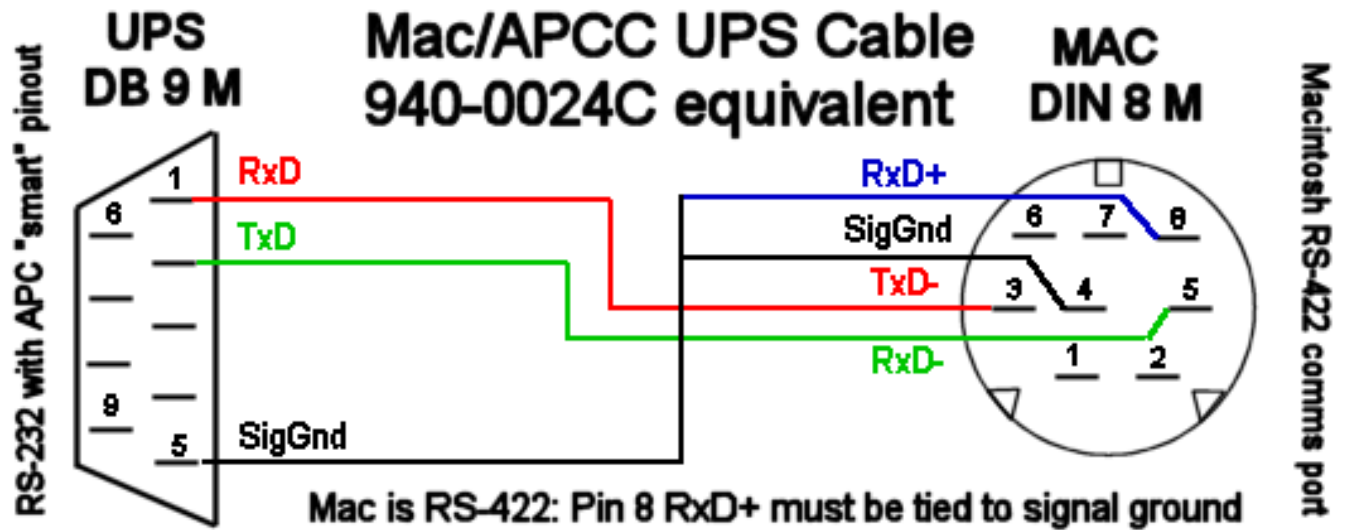 UPS
DB 9 M
Mac/APCC UPS Cable
940-0024C equivalent
MAC
DIN 8 M
RS-232 with APC "smart" pinout
Macintosh RS-422 comms port
1
6
9
5
RxD
TxD
SigGnd
RxD+
SigGnd
TxD-
RxD-
6
7
8
3
4
5
1
2
Mac is RS-422: Pin 8 RxD+ must be tied to signal ground